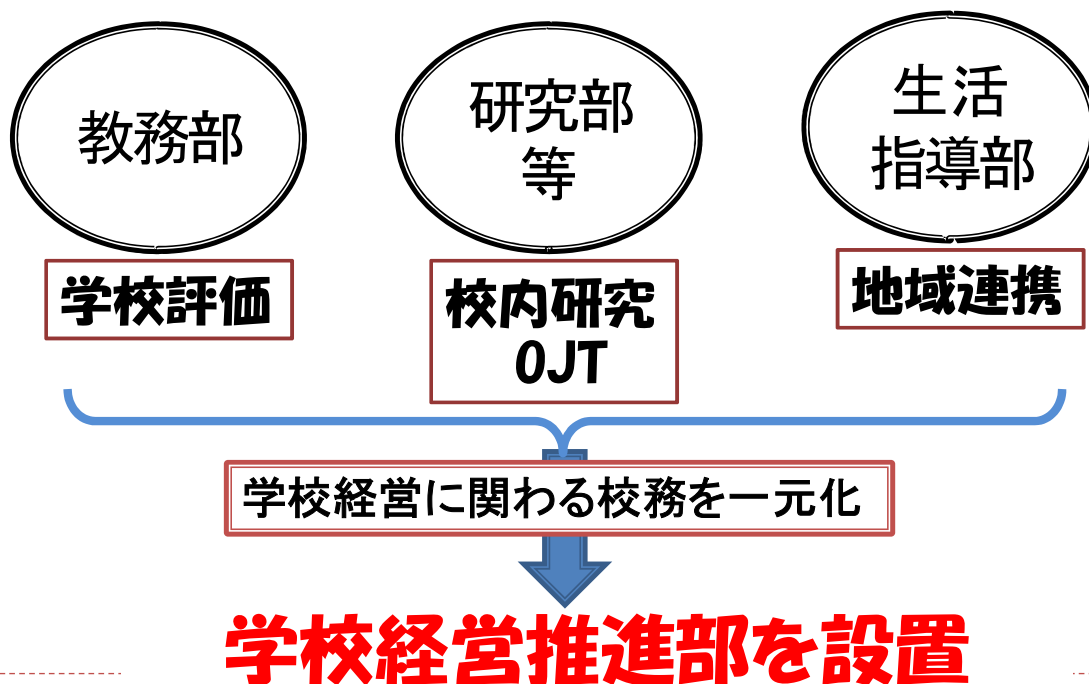 教務部
研究部
等
生活
指導部
学校評価
校内研究
OJT
地域連携
学校経営に関わる校務を一元化
学校経営推進部を設置